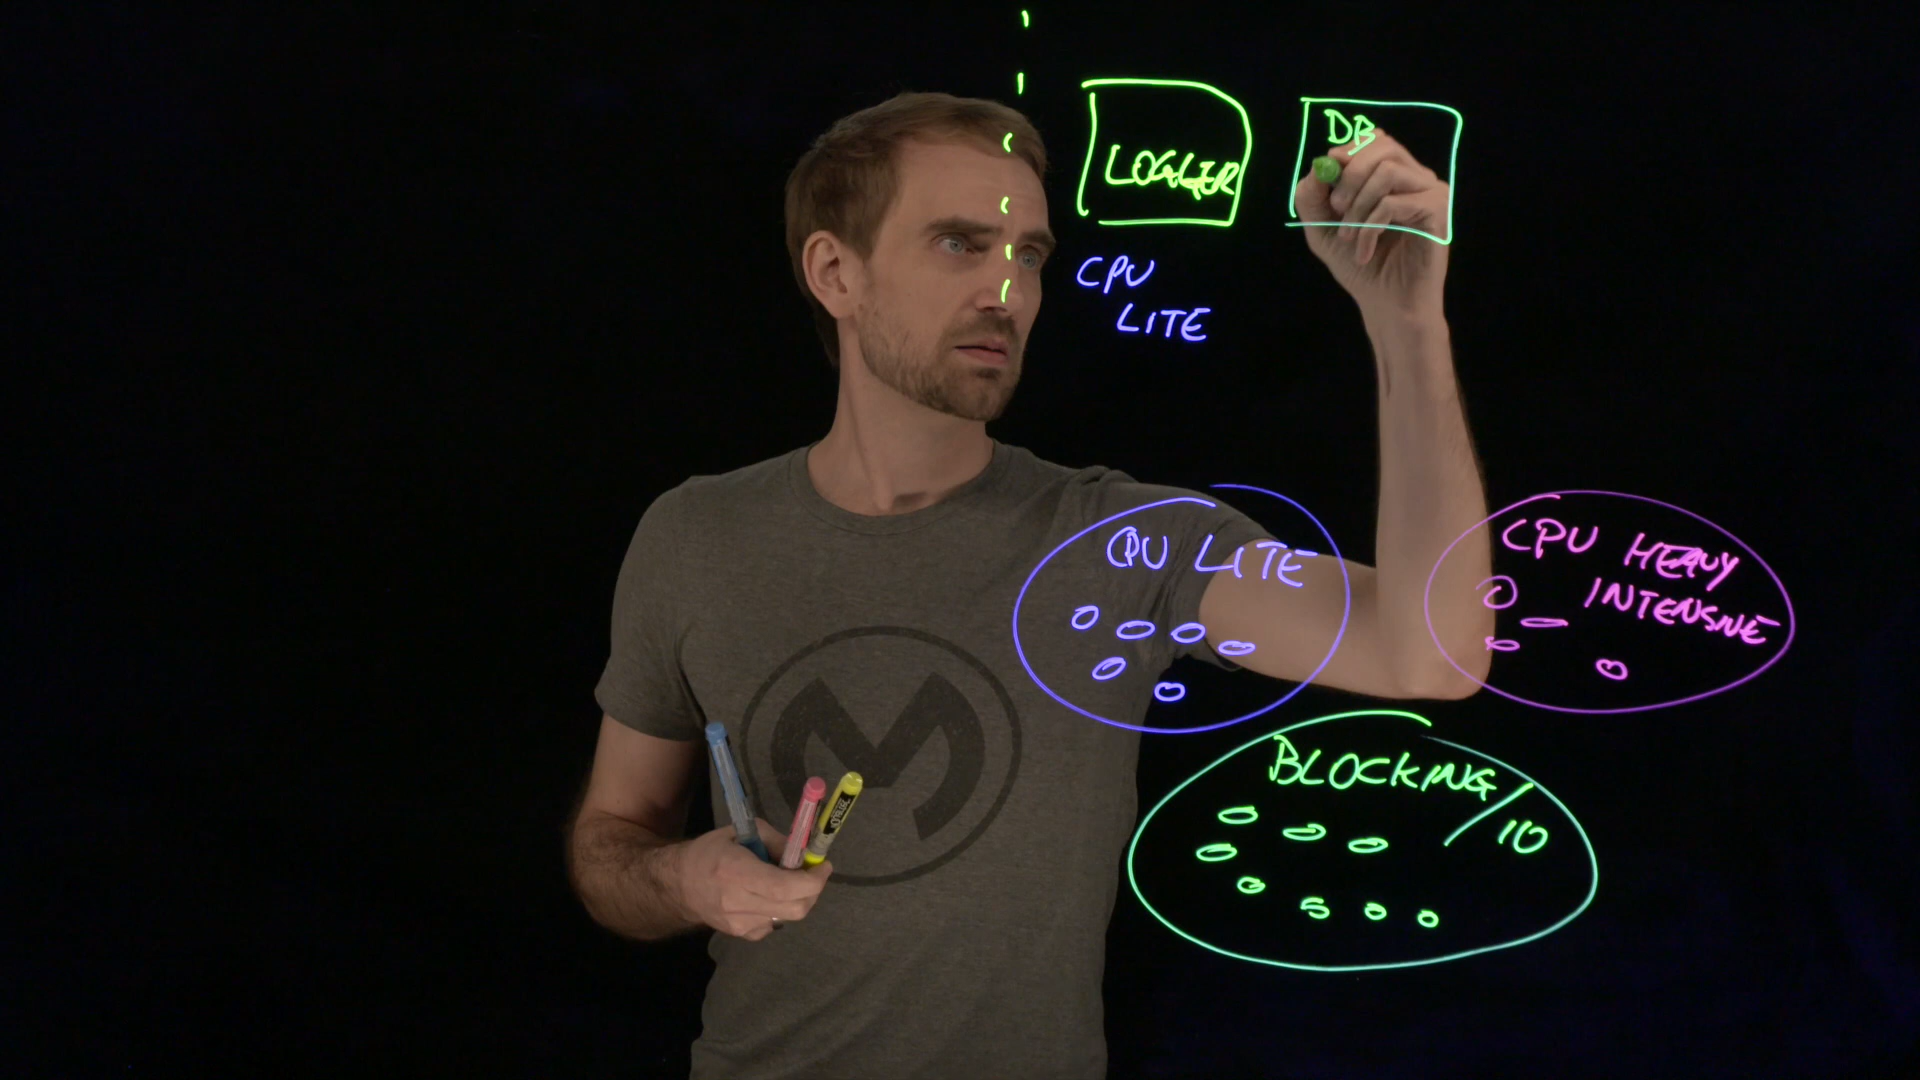 LOGGER
DB
CPU
LITE
CPU LITE
CPU HEAVY
INTENSIVE
BLOCKING/IO